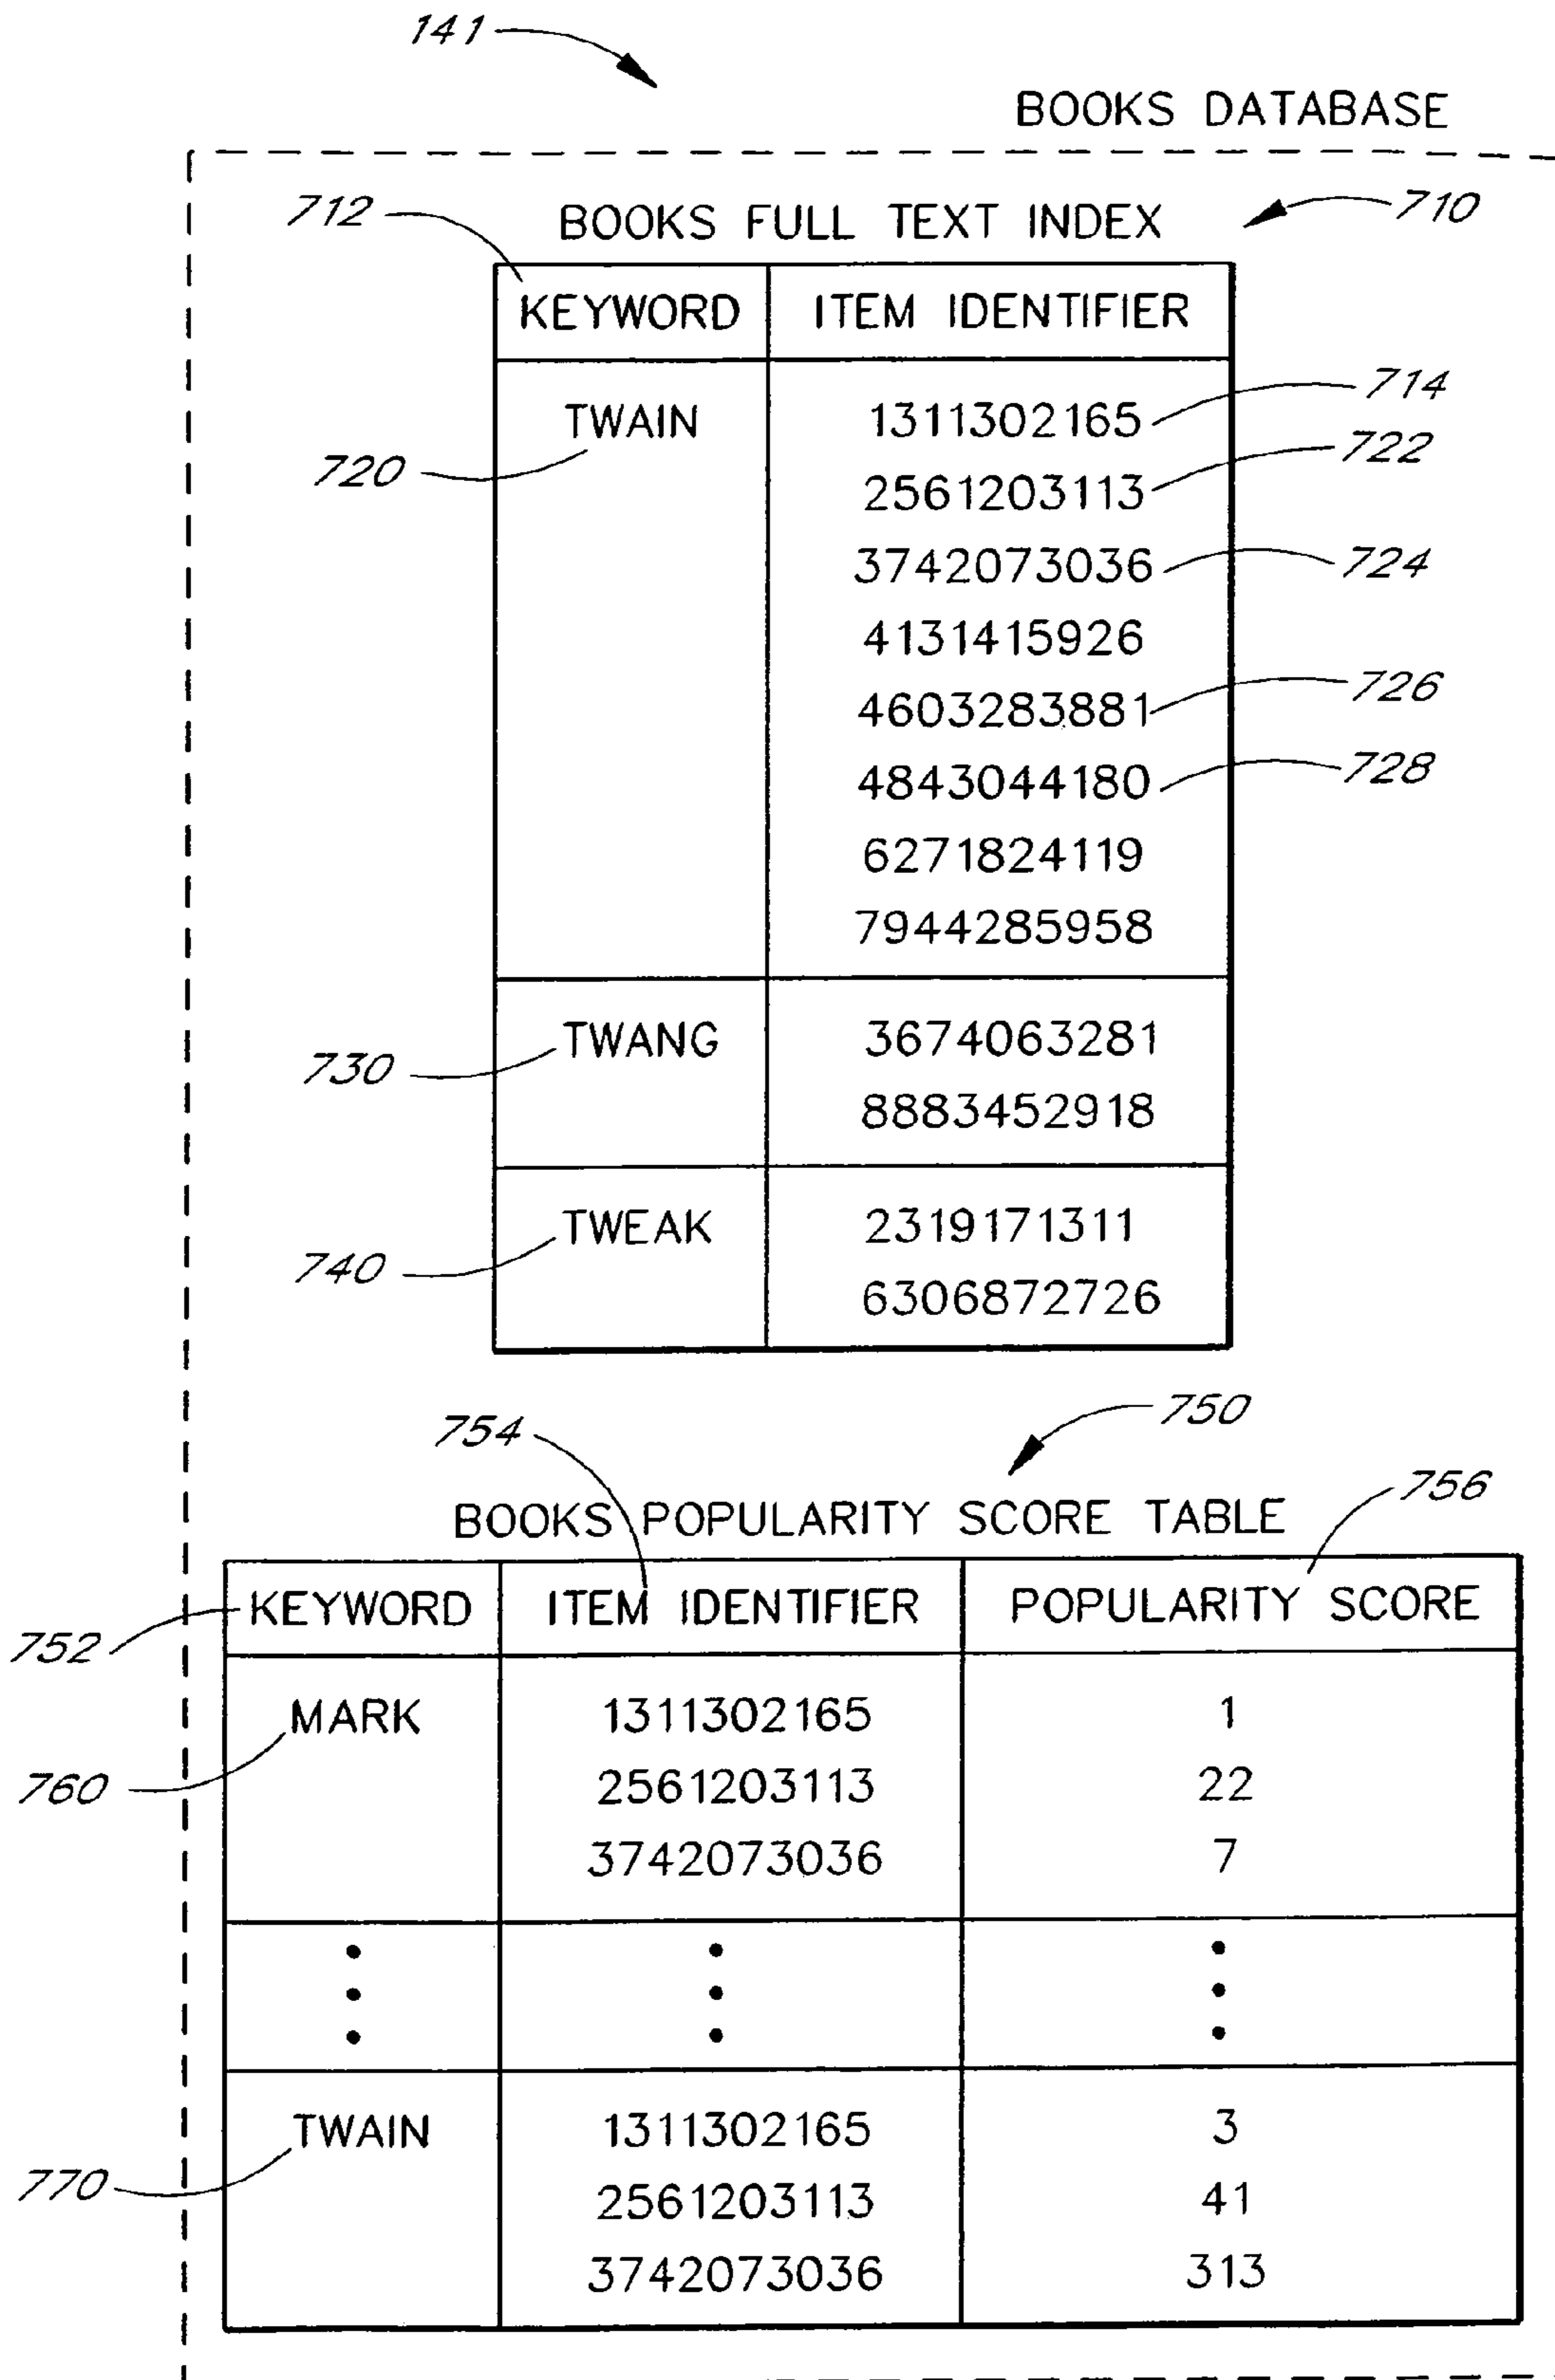 141
BOOKS DATABASE
712
BOOKS FULL TEXT INDEX
710
KEYWORD ITEM IDENTIFIER
TWAIN 1311302165 714
720 2561203113 722
3742073036 724
4131415926
4603283881 726
4843044180 728
6271824119
7944285958
TWANG 3674063281
730 8883452918
TWEAK 2319171311
740 6306872726
754 750
756
BOOKS POPULARITY SCORE TABLE
KEYWORD ITEM IDENTIFIER POPULARITY SCORE
752
MARK 1311302165 1
760 2561203113 22
3742073036 7
TWAIN 1311302165 3
770 2561203113 41
3742073036 313